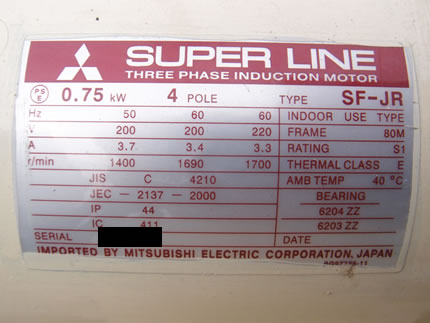 SUPER LINE
THREE PHASE INDUCTION MOTOR
PS E 0.75 kW 4 POLE TYPE SF-JR
Hz 50 60 60 INDOOR USE TYPE
V 200 200 220 FRAME 80M
A 3.7 3.4 3.3 RATING S1
r/min 1400 1690 1700 THERMAL CLASS E
JIS C 4210 AMB TEMP 40 °C
JEC - 2137 - 2000 BEARING
IP 44 6204 ZZ
IC 411 6203 ZZ
SERIAL DATE
IMPORTED BY MITSUBISHI ELECTRIC CORPORATION, JAPAN